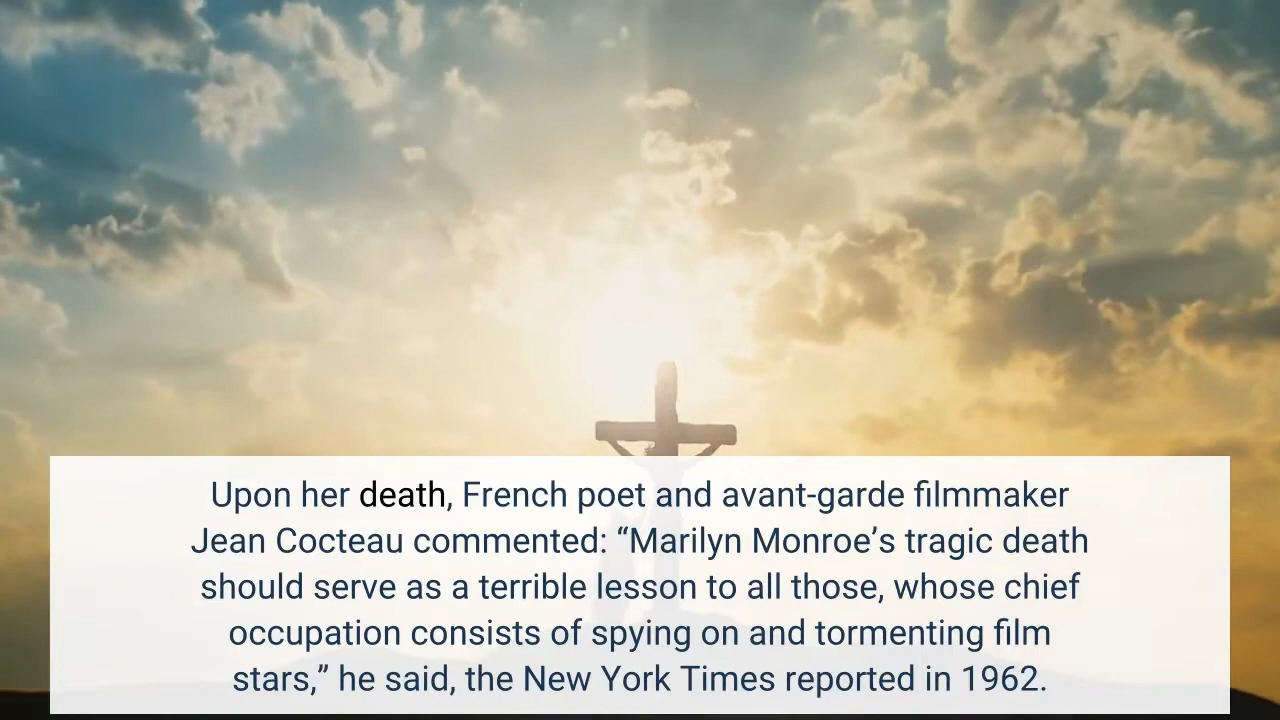 Upon her death, French poet and avant-garde filmmaker
Jean Cocteau commented: “Marilyn Monroe’s tragic death
should serve as a terrible lesson to all those, whose chief
occupation consists of spying on and tormenting film
stars,” he said, the New York Times reported in 1962.